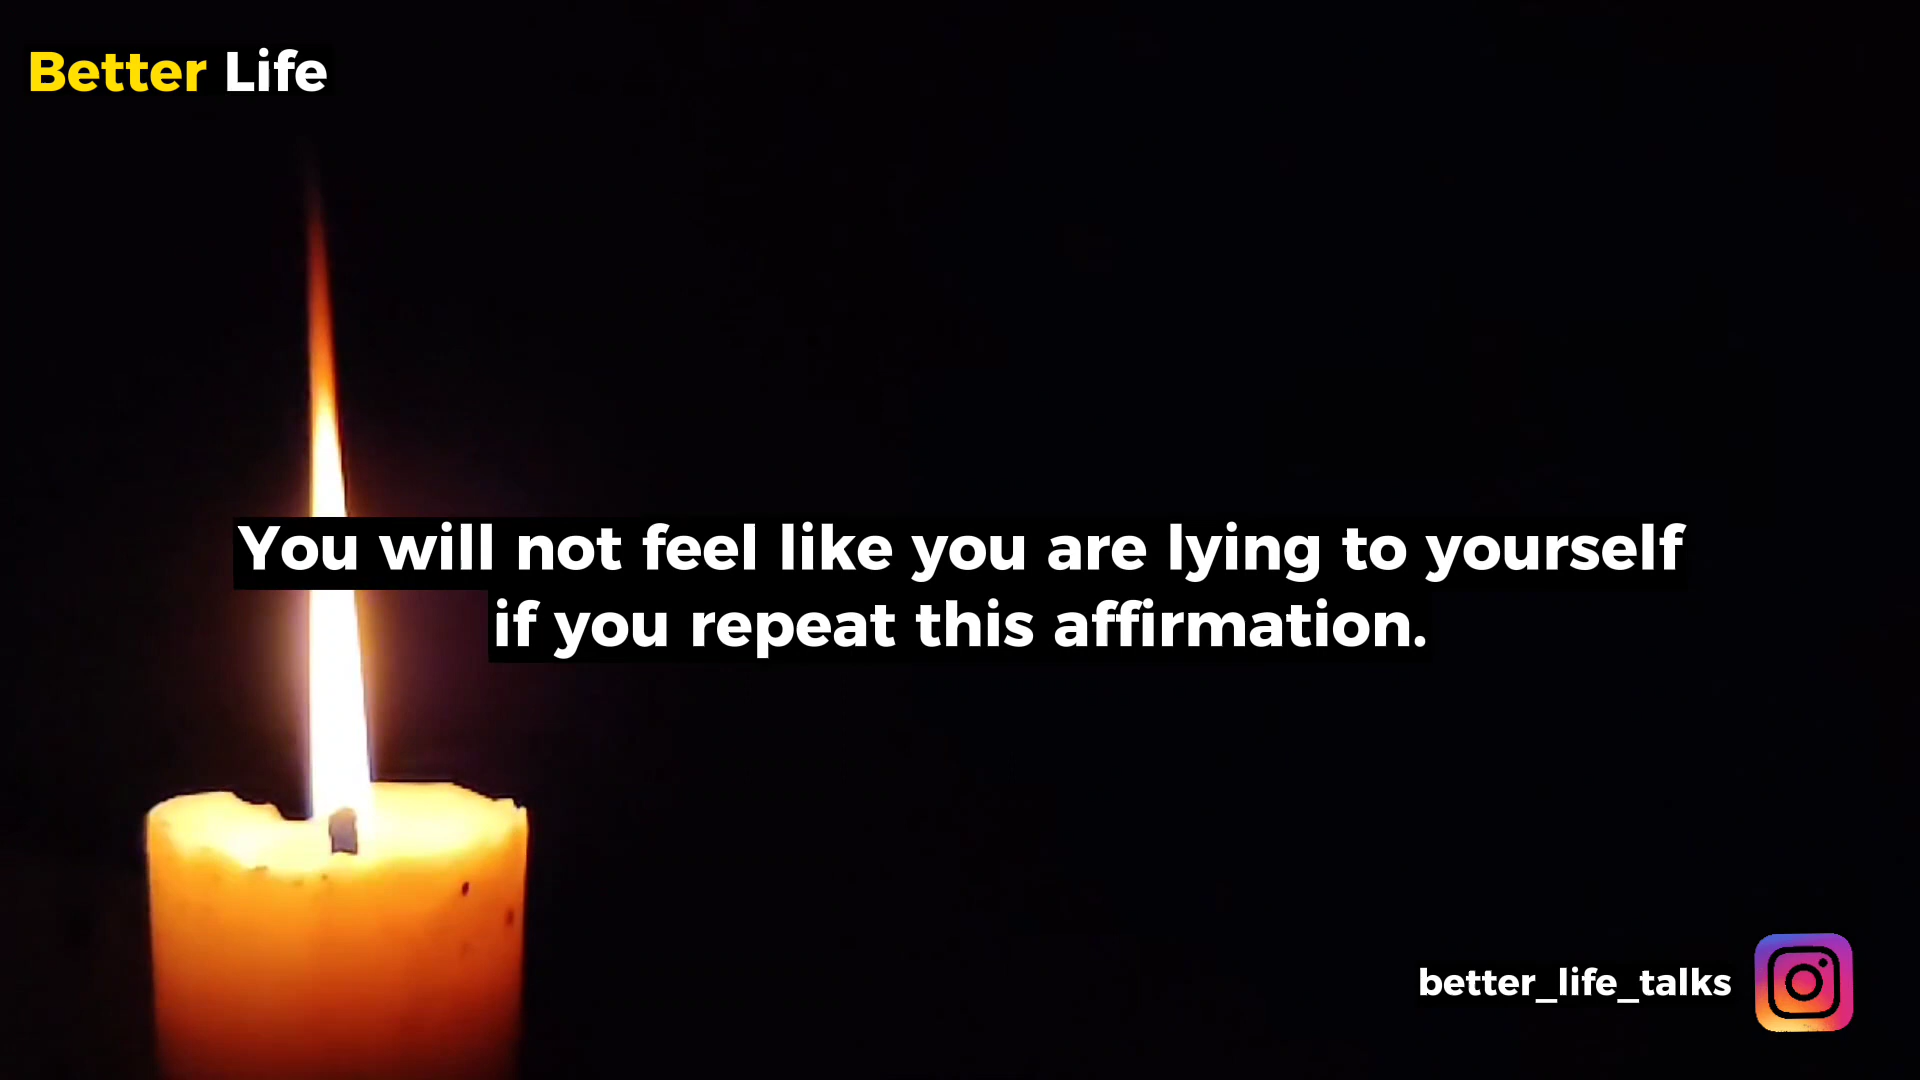 Better Life
You will not feel like you are lying to yourself
if you repeat this affirmation.
better_life_talks